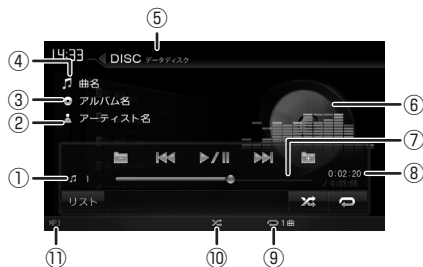 ⑤
14:33 DISC データディスク
④ 曲名
③ アルバム名
② アーティスト名
⑥
⑦
① 1
0:02:20 ⑧
/ 0:03:55
リスト
MP3 1曲
⑪ ⑩ ⑨